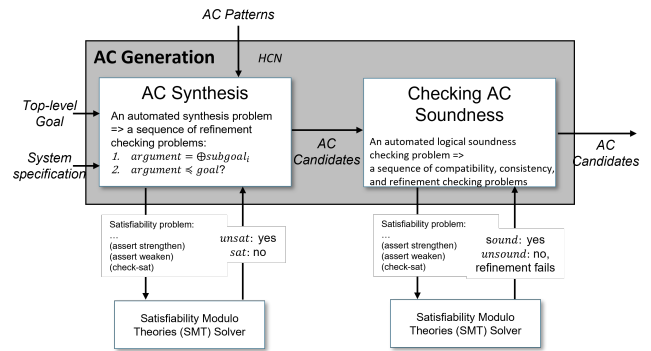 AC Patterns
AC Generation
HCN
AC Synthesis
An automated synthesis problem
=> a sequence of refinement
checking problems:
1. argument = ⊕subgoalᵢ
2. argument ≼ goal?
Top-level
Goal
System
specification
AC
Candidates
Checking AC
Soundness
An automated logical soundness
checking problem =>
a sequence of compatibility, consistency,
and refinement checking problems
AC
Candidates
Satisfiability problem:
...
(assert strengthen)
(assert weaken)
(check-sat)
unsat: yes
sat: no
Satisfiability problem:
...
(assert strengthen)
(assert weaken)
(check-sat)
sound: yes
unsound: no,
refinement fails
Satisfiability Modulo
Theories (SMT) Solver
Satisfiability Modulo
Theories (SMT) Solver